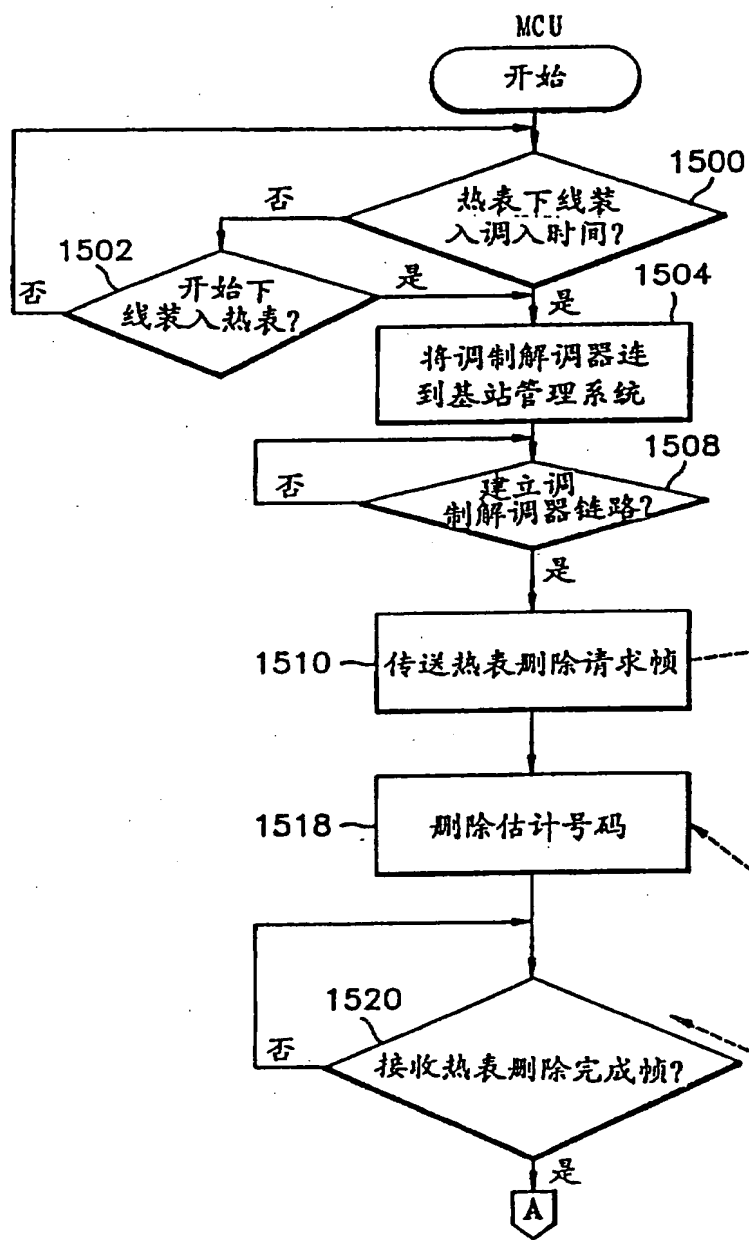 MCU
开始
1500
热表下线装
入调入时间?
否
1502
开始下
线装入热表?
否
是
是
1504
将调制解调器连
到基站管理系统
1508
建立调
制解调器链路?
否
是
1510
传送热表删除请求帧
1518
删除估计号码
1520
接收热表删除完成帧?
否
是
A